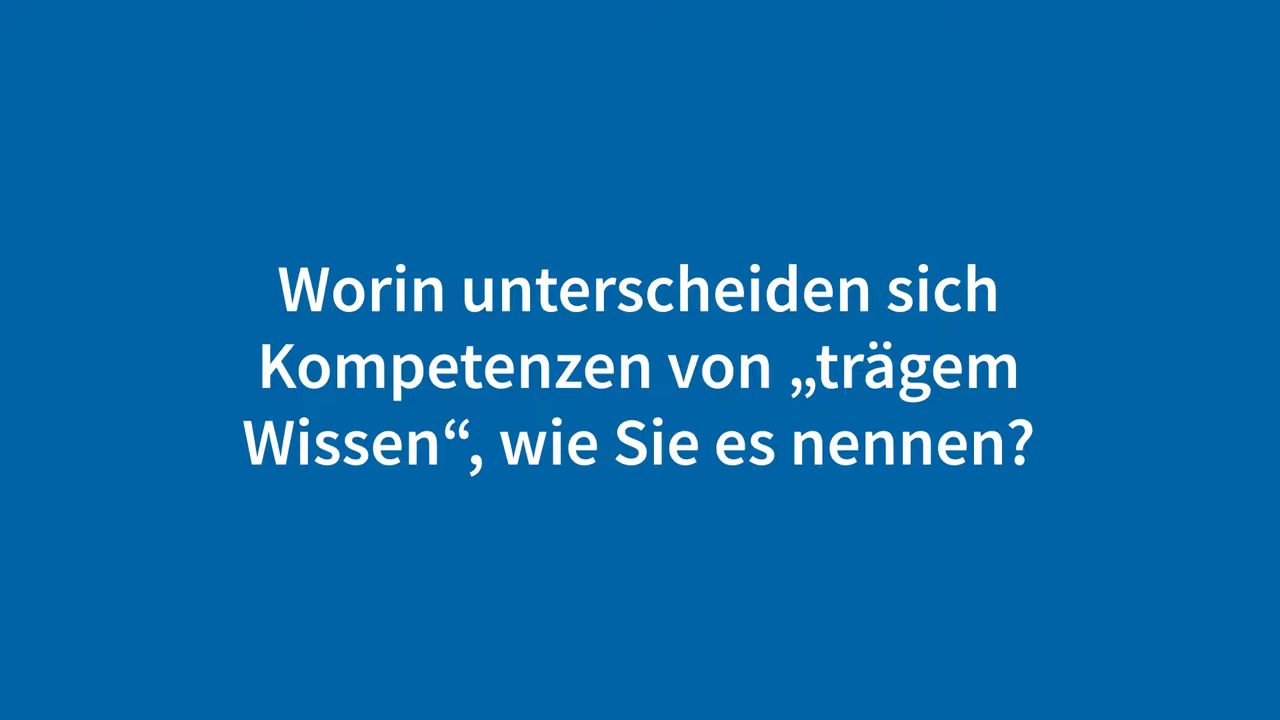 Worin unterscheiden sich
Kompetenzen von „trägem
Wissen“, wie Sie es nennen?